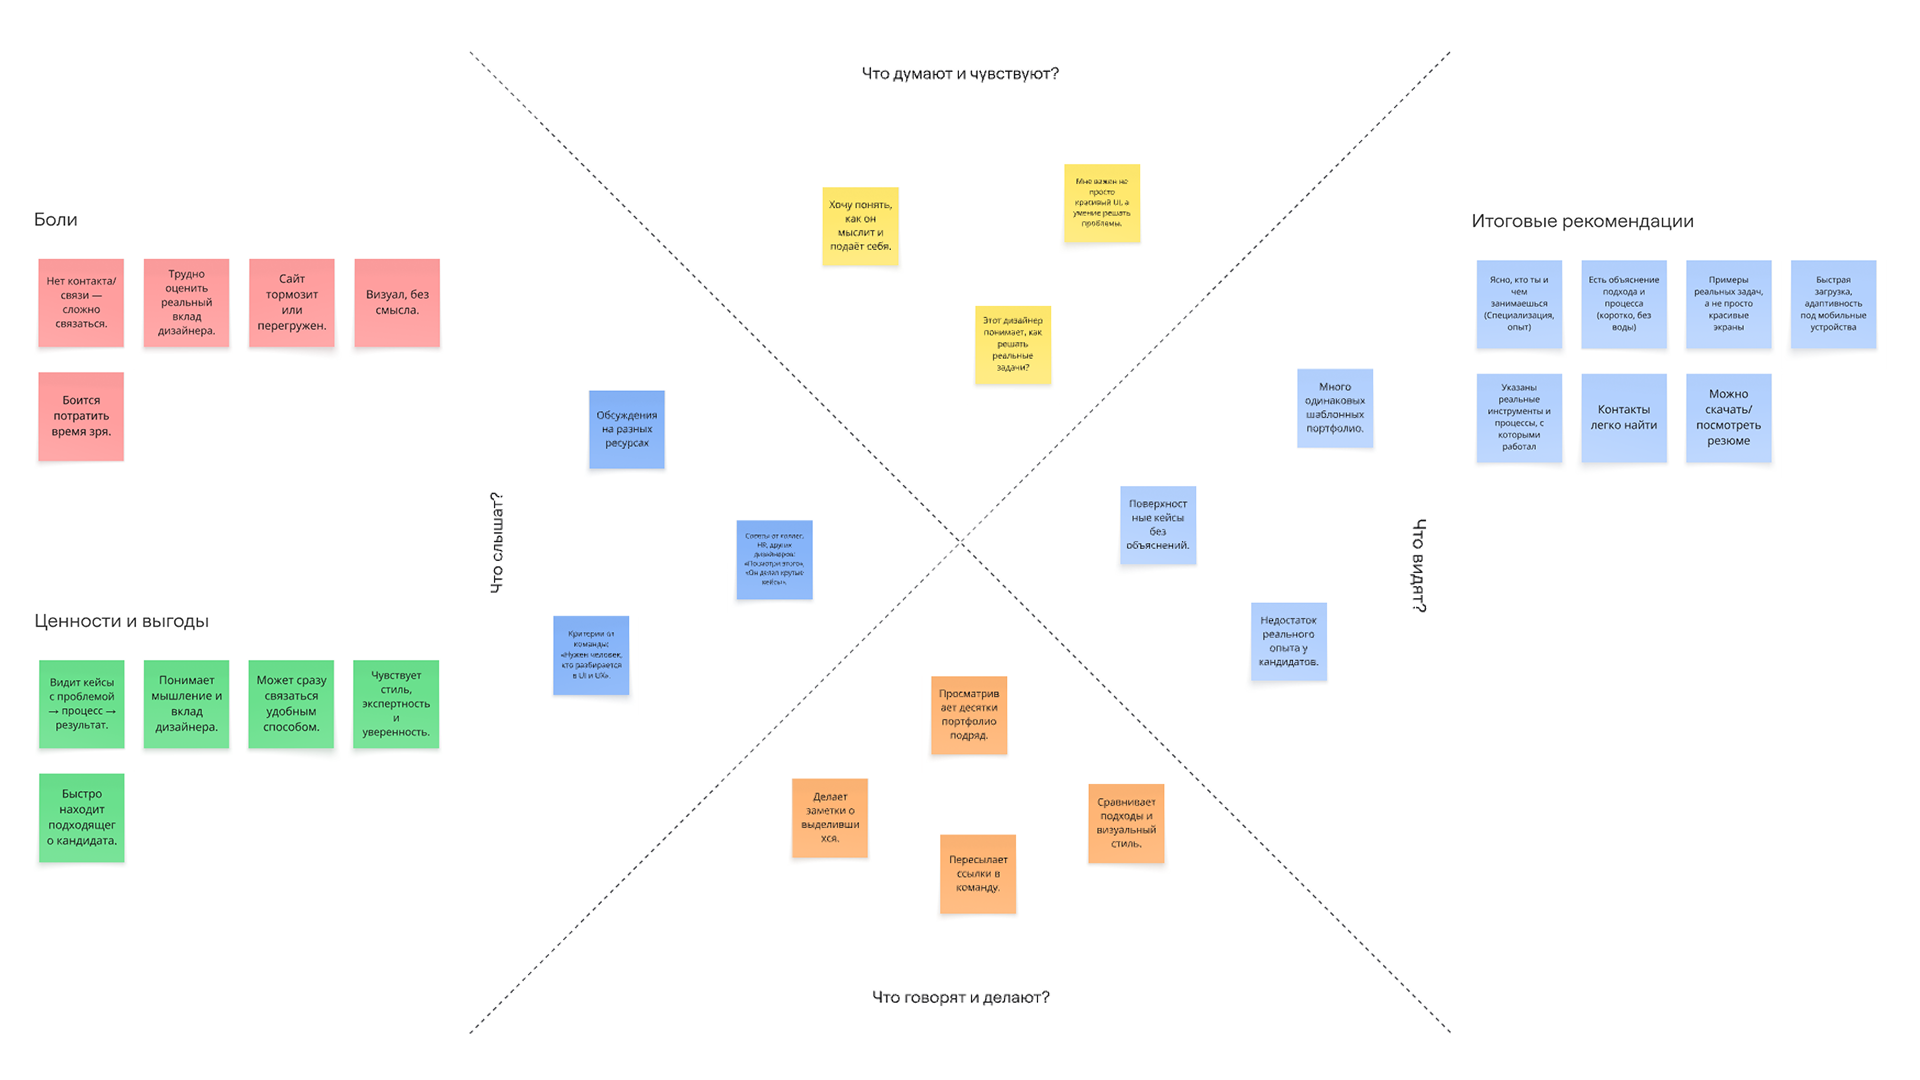 Что думают и чувствуют?
Хочу понять,
как он
мыслит и
подаёт себя.
Мне важен не
просто
красивый UI, а
умение решать
проблемы.
Этот дизайнер
понимает, как
решать
реальные
задачи?
Боли
Нет контакта/
связи —
сложно
связаться.
Трудно
оценить
реальный
вклад
дизайнера.
Сайт
тормозит
или
перегружен.
Визуал, без
смысла.
Боится
потратить
время зря.
Ценности и выгоды
Видит кейсы
с проблемой
→ процесс →
результат.
Понимает
мышление и
вклад
дизайнера.
Может сразу
связаться
удобным
способом.
Чувствует
стиль,
экспертность
и
уверенность.
Быстро
находит
подходящег
о кандидата.
Что слышат?
Обсуждения
на разных
ресурсах
Советы от коллег,
HR, других
дизайнеров:
«Посмотри этого»,
«Он делал крутые
кейсы».
Критерии от
команды:
«Нужен человек,
кто разбирается
в UI и UX».
Что видят?
Много
одинаковых
шаблонных
портфолио.
Поверхност
ные кейсы
без
объяснений.
Недостаток
реального
опыта у
кандидатов.
Что говорят и делают?
Просматрив
ает десятки
портфолио
подряд.
Делает
заметки о
выделивши
хся.
Пересылает
ссылки в
команду.
Сравнивает
подходы и
визуальный
стиль.
Итоговые рекомендации
Ясно, кто ты и
чем
занимаешься
(Специализация,
опыт)
Есть объяснение
подхода и
процесса
(коротко, без
воды)
Примеры
реальных задач,
а не просто
красивые
экраны
Быстрая
загрузка,
адаптивность
под мобильные
устройства
Указаны
реальные
инструменты и
процессы, с
которыми
работал
Контакты
легко найти
Можно
скачать/
посмотреть
резюме